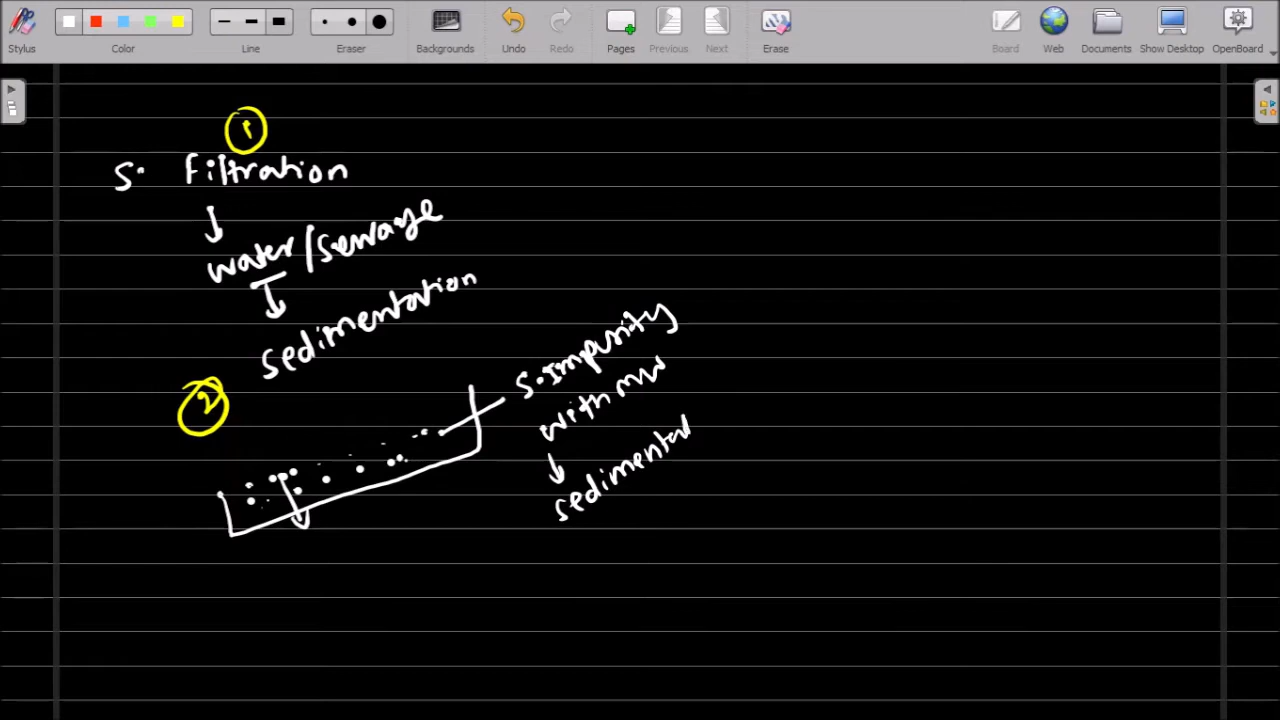 Stylus
Color
Line
Eraser
Backgrounds
Undo
Redo
Pages
Previous
Next
Erase
Board
Web
Documents
Show Desktop
OpenBoard
1
S. Filtration
water/sewage
sedimentation
2
S. Impurity
with
sedimental